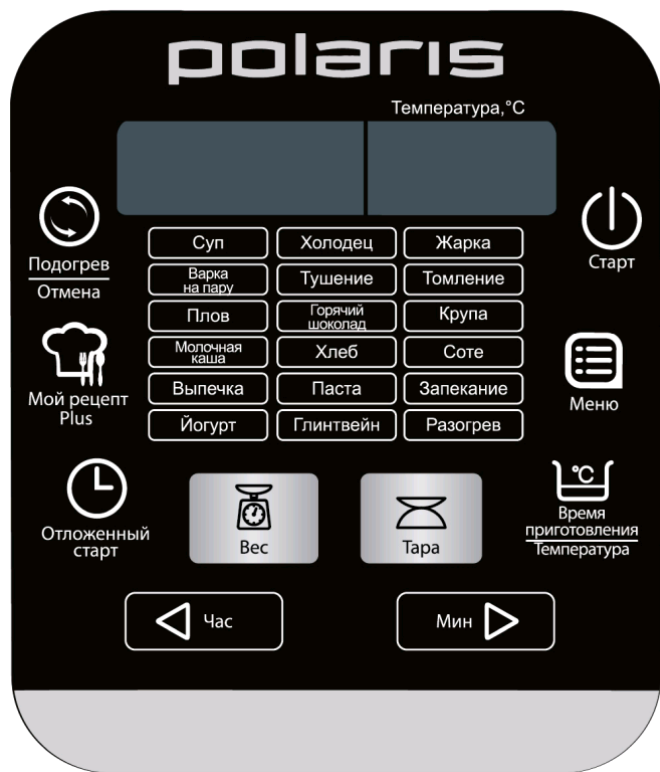 polaris
Температура,°C
Подогрев
Отмена
Старт
Суп
Холодец
Жарка
Варка
на пару
Тушение
Томление
Плов
Горячий
шоколад
Крупа
Молочная
каша
Хлеб
Соте
Выпечка
Паста
Запекание
Йогурт
Глинтвейн
Разогрев
Мой рецепт
Plus
Меню
Отложенный
старт
Вес
Тара
°C
Время
приготовления
Температура
Час
Мин